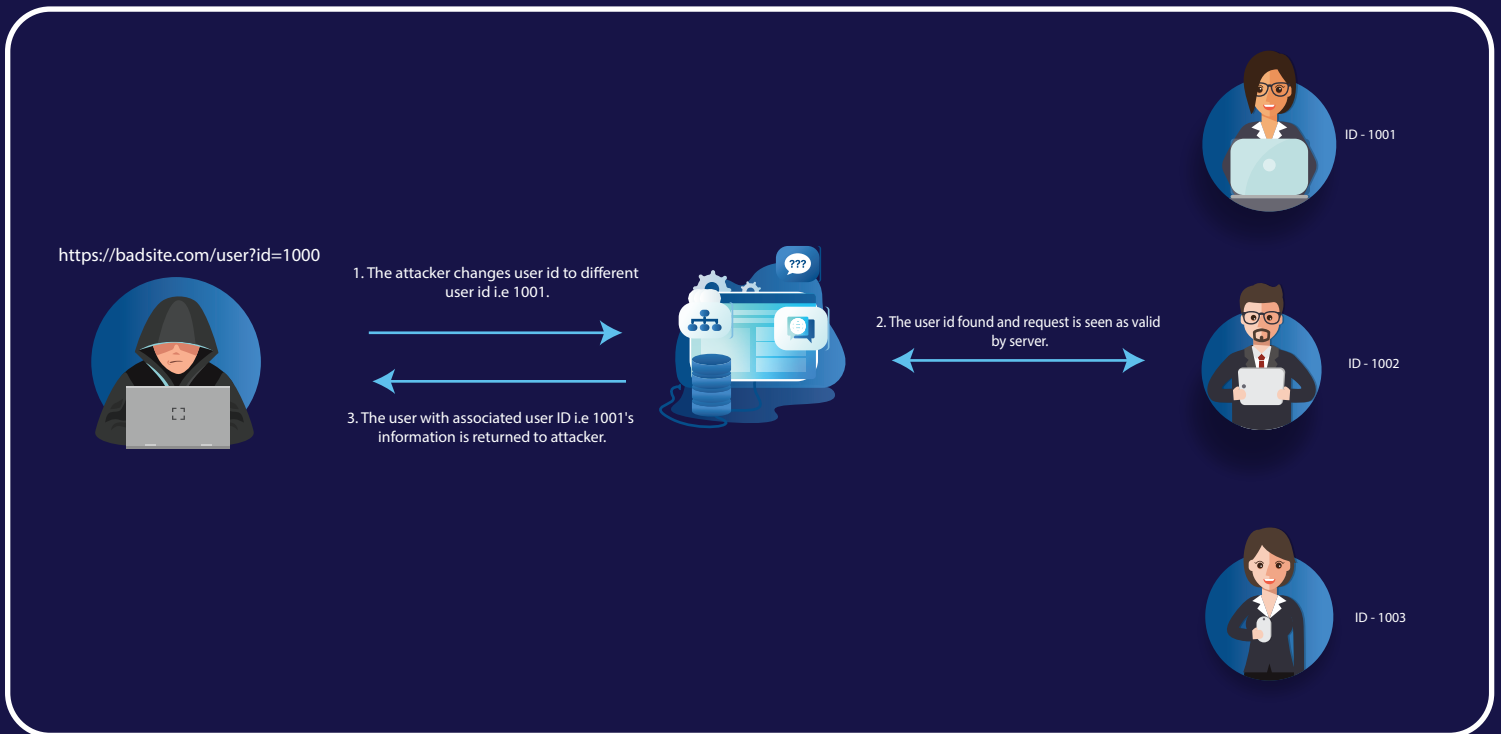 https://badsite.com/user?id=1000
1. The attacker changes user id to different
user id i.e 1001.
???
2. The user id found and request is seen as valid
by server.
3. The user with associated user ID i.e 1001's
information is returned to attacker.
ID - 1001
ID - 1002
ID - 1003